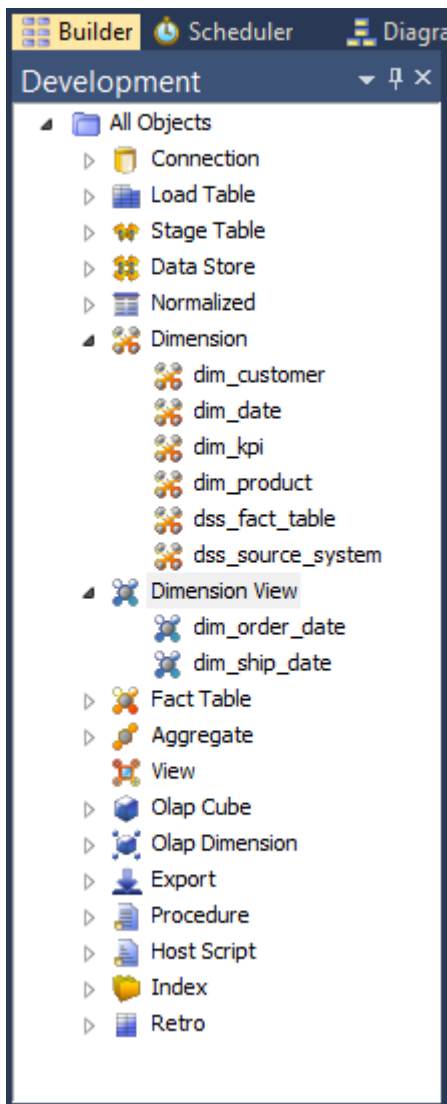 Builder Scheduler
Development
All Objects
Connection
Load Table
Stage Table
Data Store
Normalized
Dimension
dim_customer
dim_date
dim_kpi
dim_product
dss_fact_table
dss_source_system
Dimension View
dim_order_date
dim_ship_date
Fact Table
Aggregate
View
Olap Cube
Olap Dimension
Export
Procedure
Host Script
Index
Retro